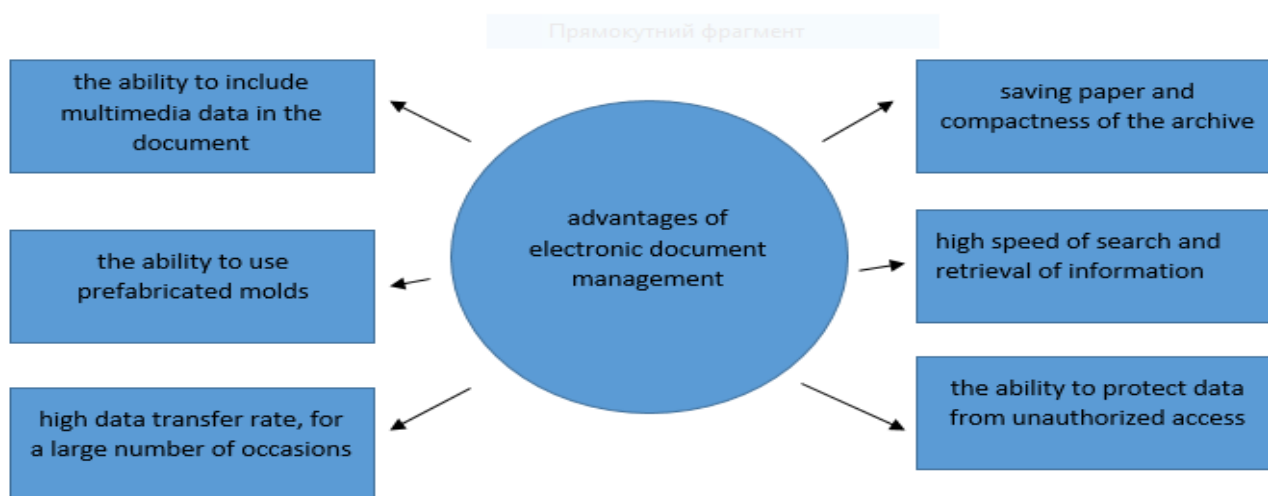 Прямокутний фрагмент
the ability to include
multimedia data in the
document
saving paper and
compactness of the archive
advantages of
electronic document
management
the ability to use
prefabricated molds
high speed of search and
retrieval of information
high data transfer rate, for
a large number of occasions
the ability to protect data
from unauthorized access